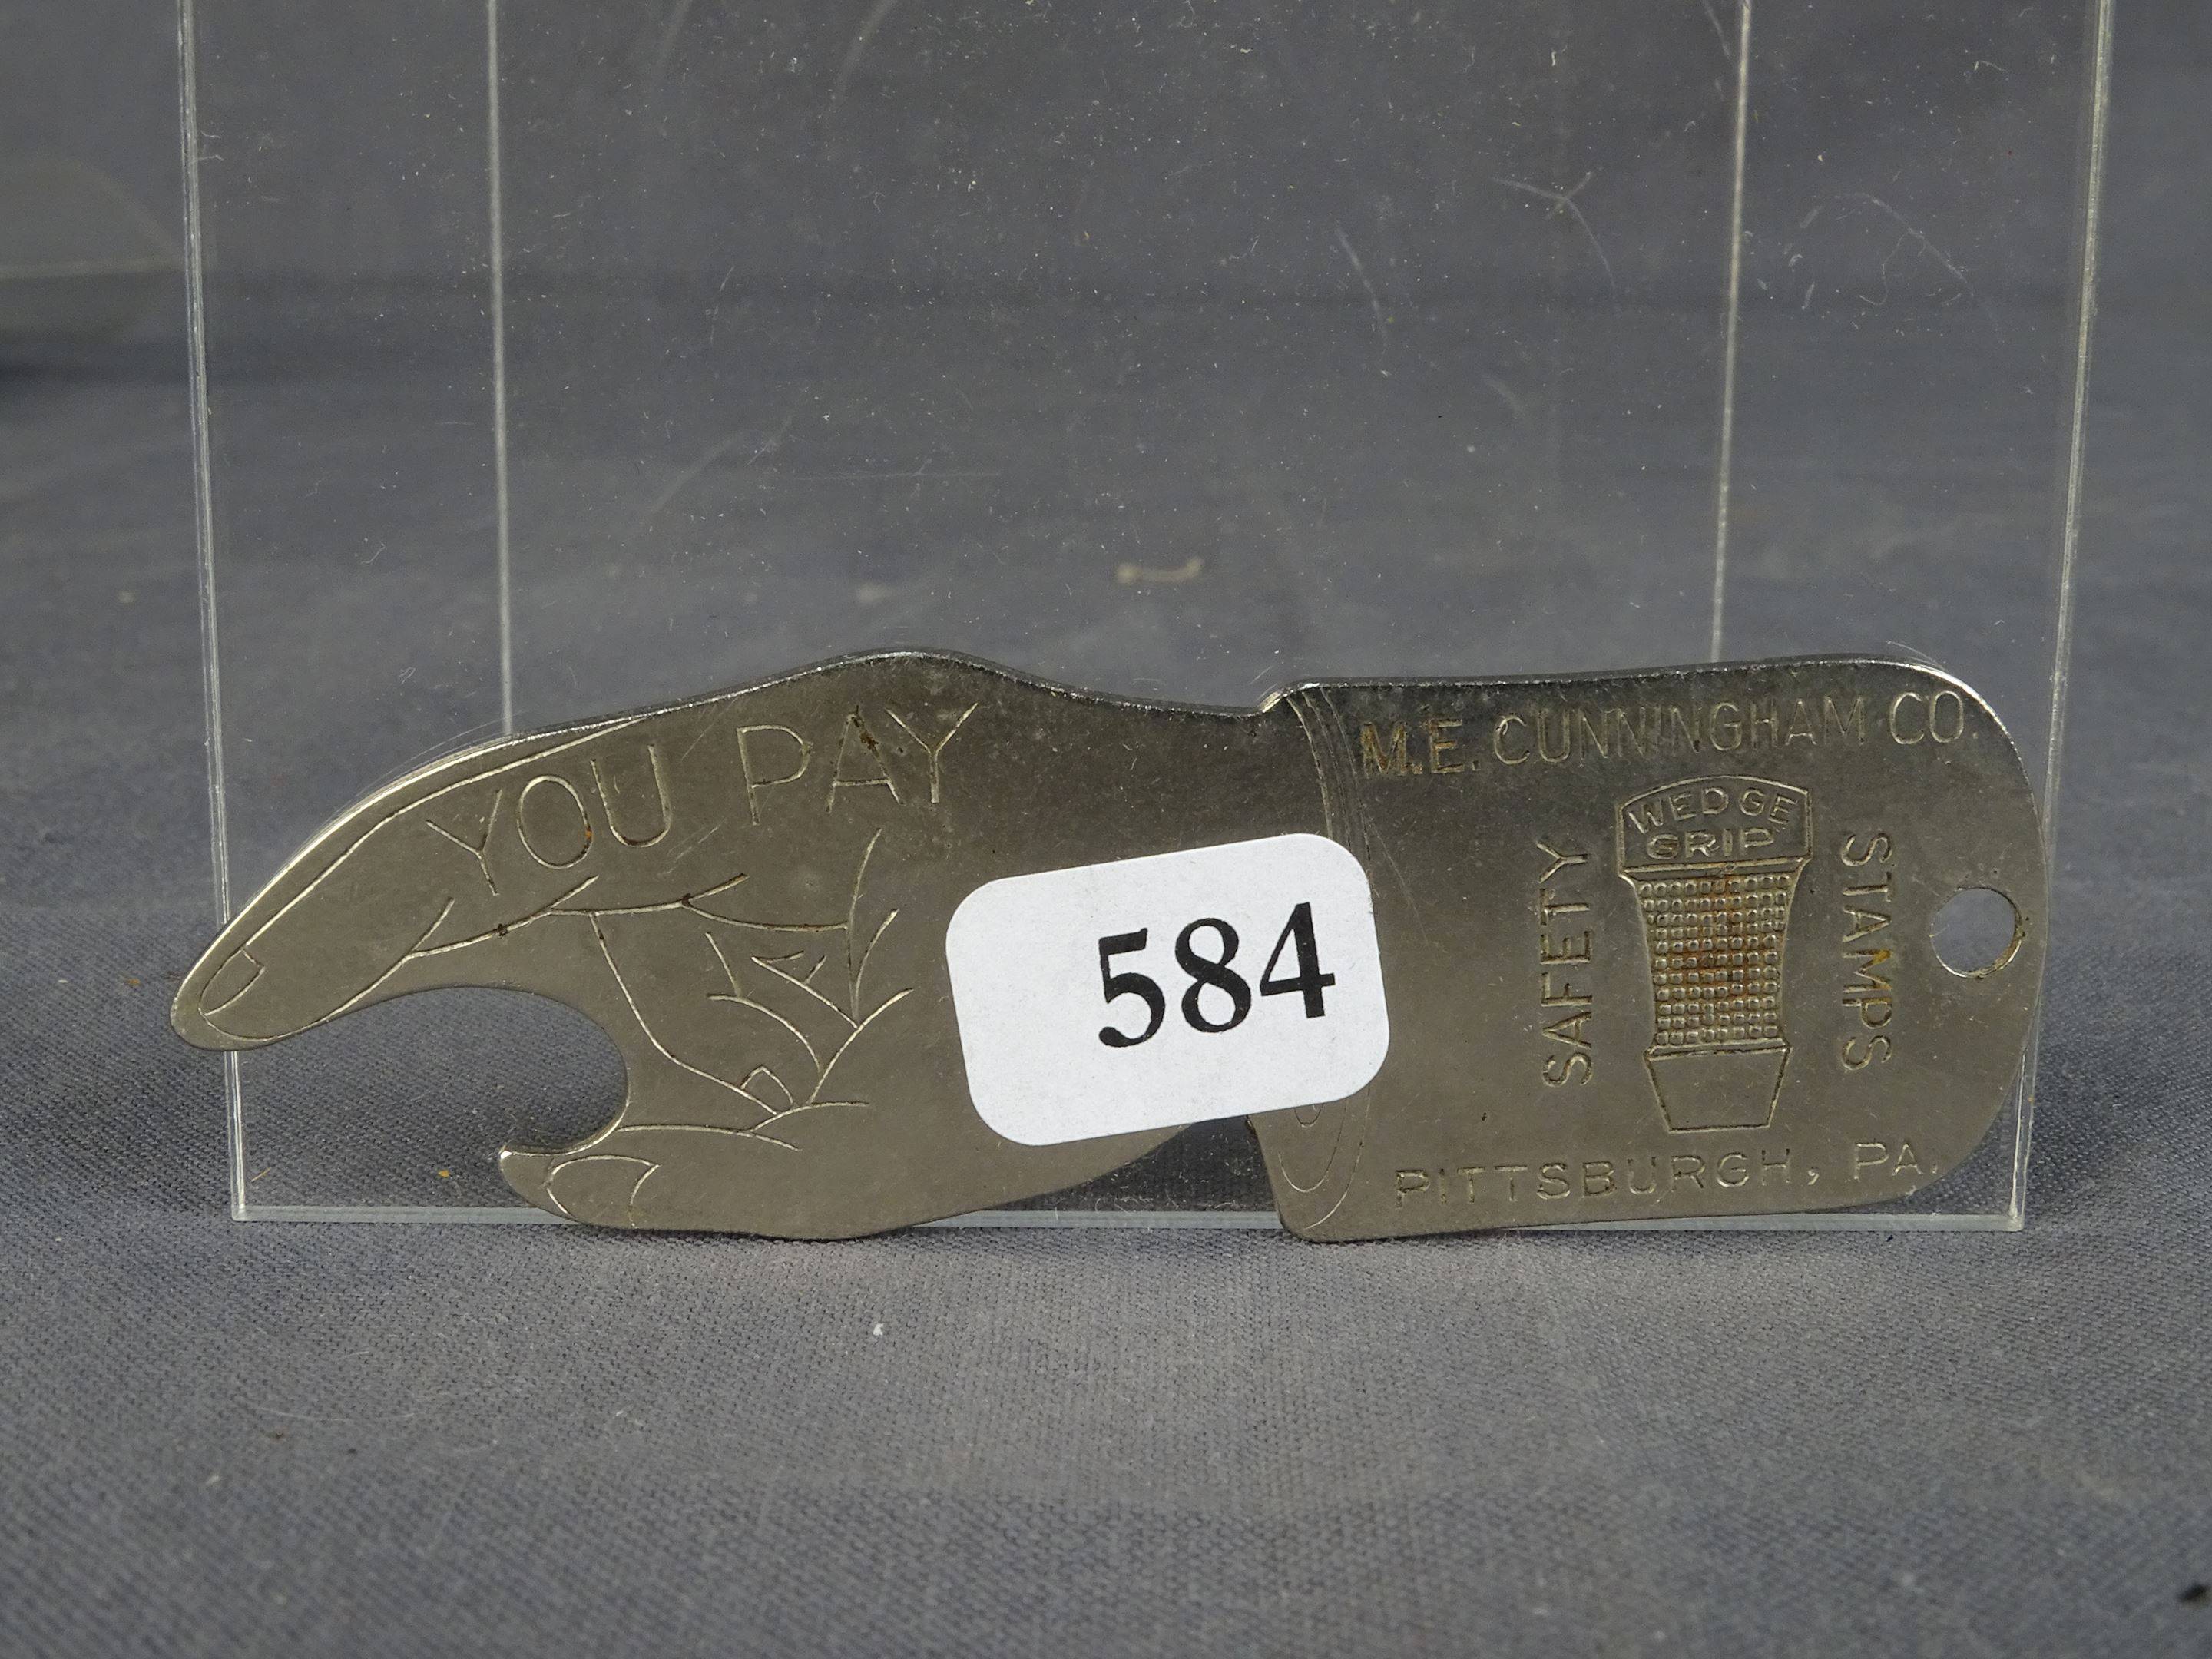 YOU PAY
584
M.E. CUNNINGHAM CO.
WEDGE
GRIP
SAFETY
STAMPS
PITTSBURGH, PA.